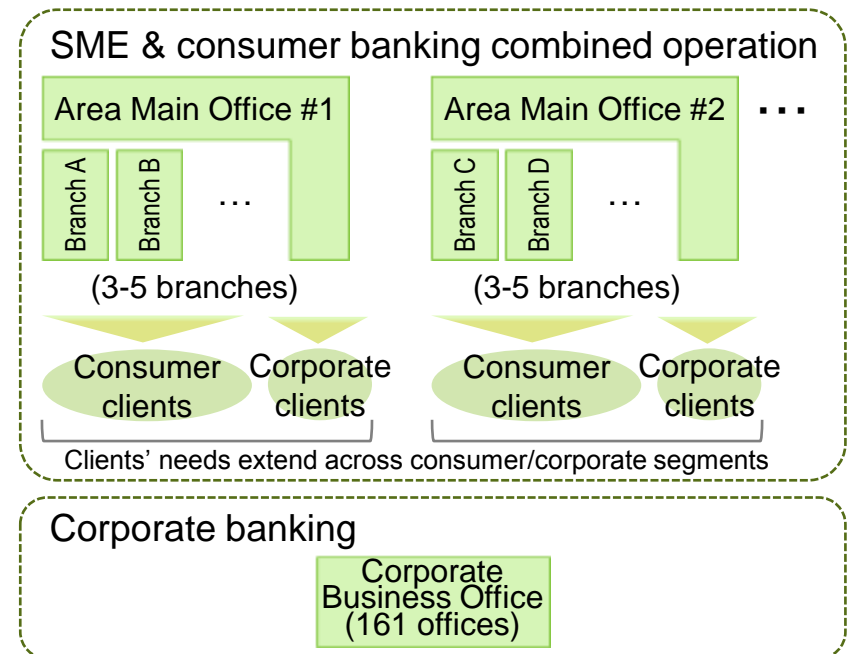 SME & consumer banking combined operation
Area Main Office #1
Area Main Office #2
...
Branch A
Branch B
...
Branch C
Branch D
...
(3-5 branches)
(3-5 branches)
Consumer
clients
Corporate
clients
Consumer
clients
Corporate
clients
Clients’ needs extend across consumer/corporate segments
Corporate banking
Corporate
Business Office
(161 offices)